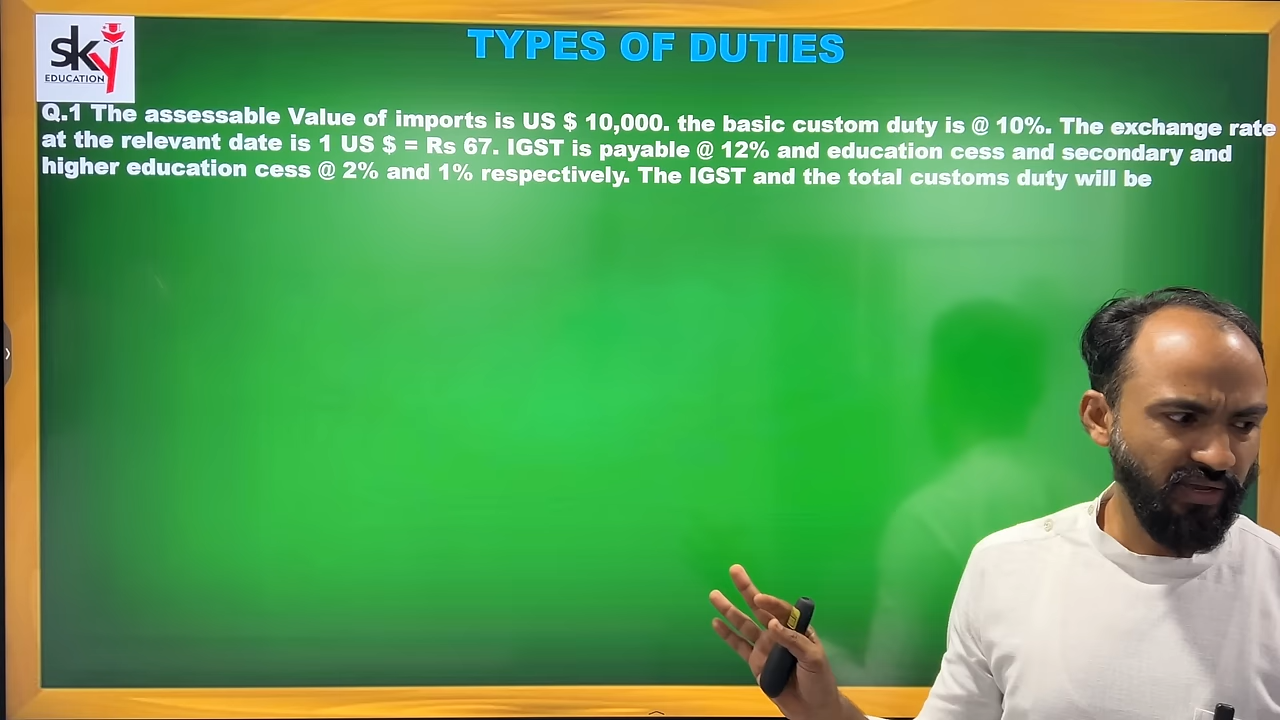 sky
EDUCATION
TYPES OF DUTIES
Q.1 The assessable Value of imports is US $ 10,000. the basic custom duty is @ 10%. The exchange rate
at the relevant date is 1 US $ = Rs 67. IGST is payable @ 12% and education cess and secondary and
higher education cess @ 2% and 1% respectively. The IGST and the total customs duty will be